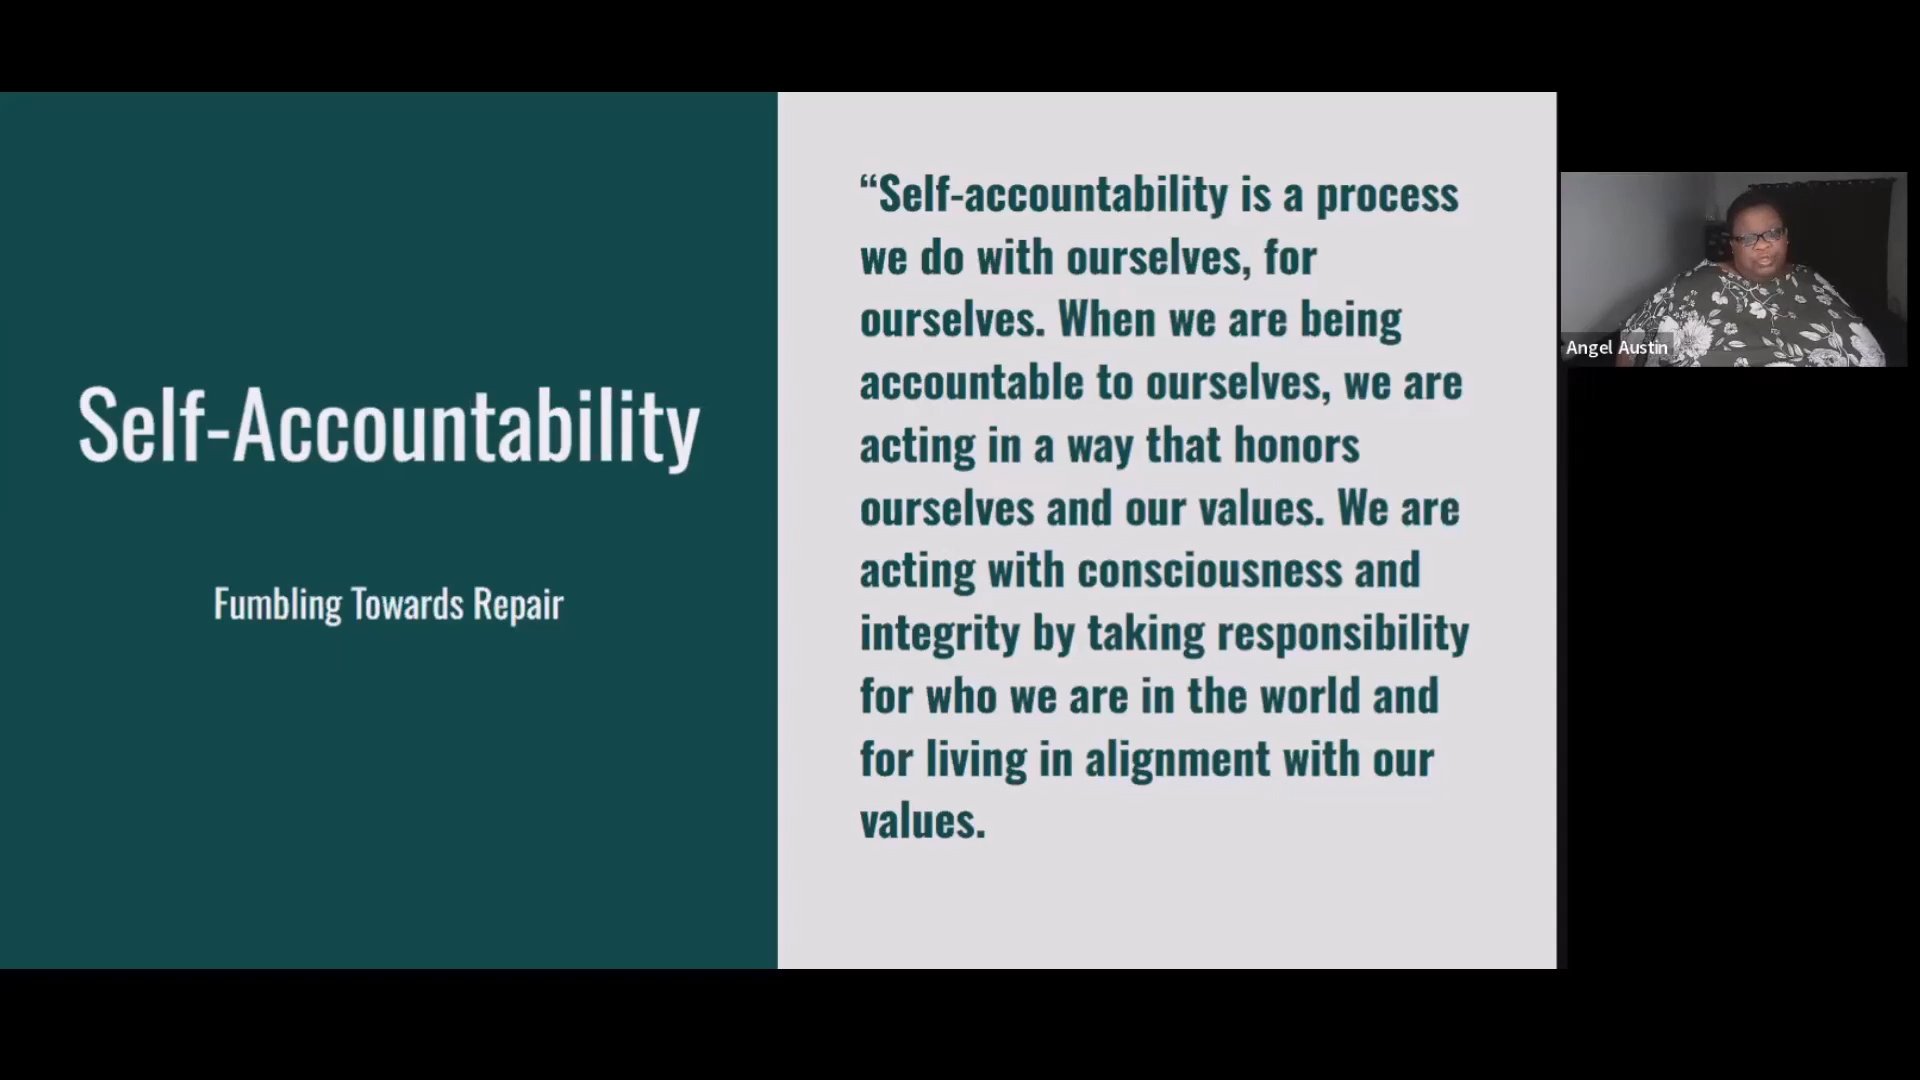 Self-Accountability
Fumbling Towards Repair
“Self-accountability is a process
we do with ourselves, for
ourselves. When we are being
accountable to ourselves, we are
acting in a way that honors
ourselves and our values. We are
acting with consciousness and
integrity by taking responsibility
for who we are in the world and
for living in alignment with our
values.
Angel Austin